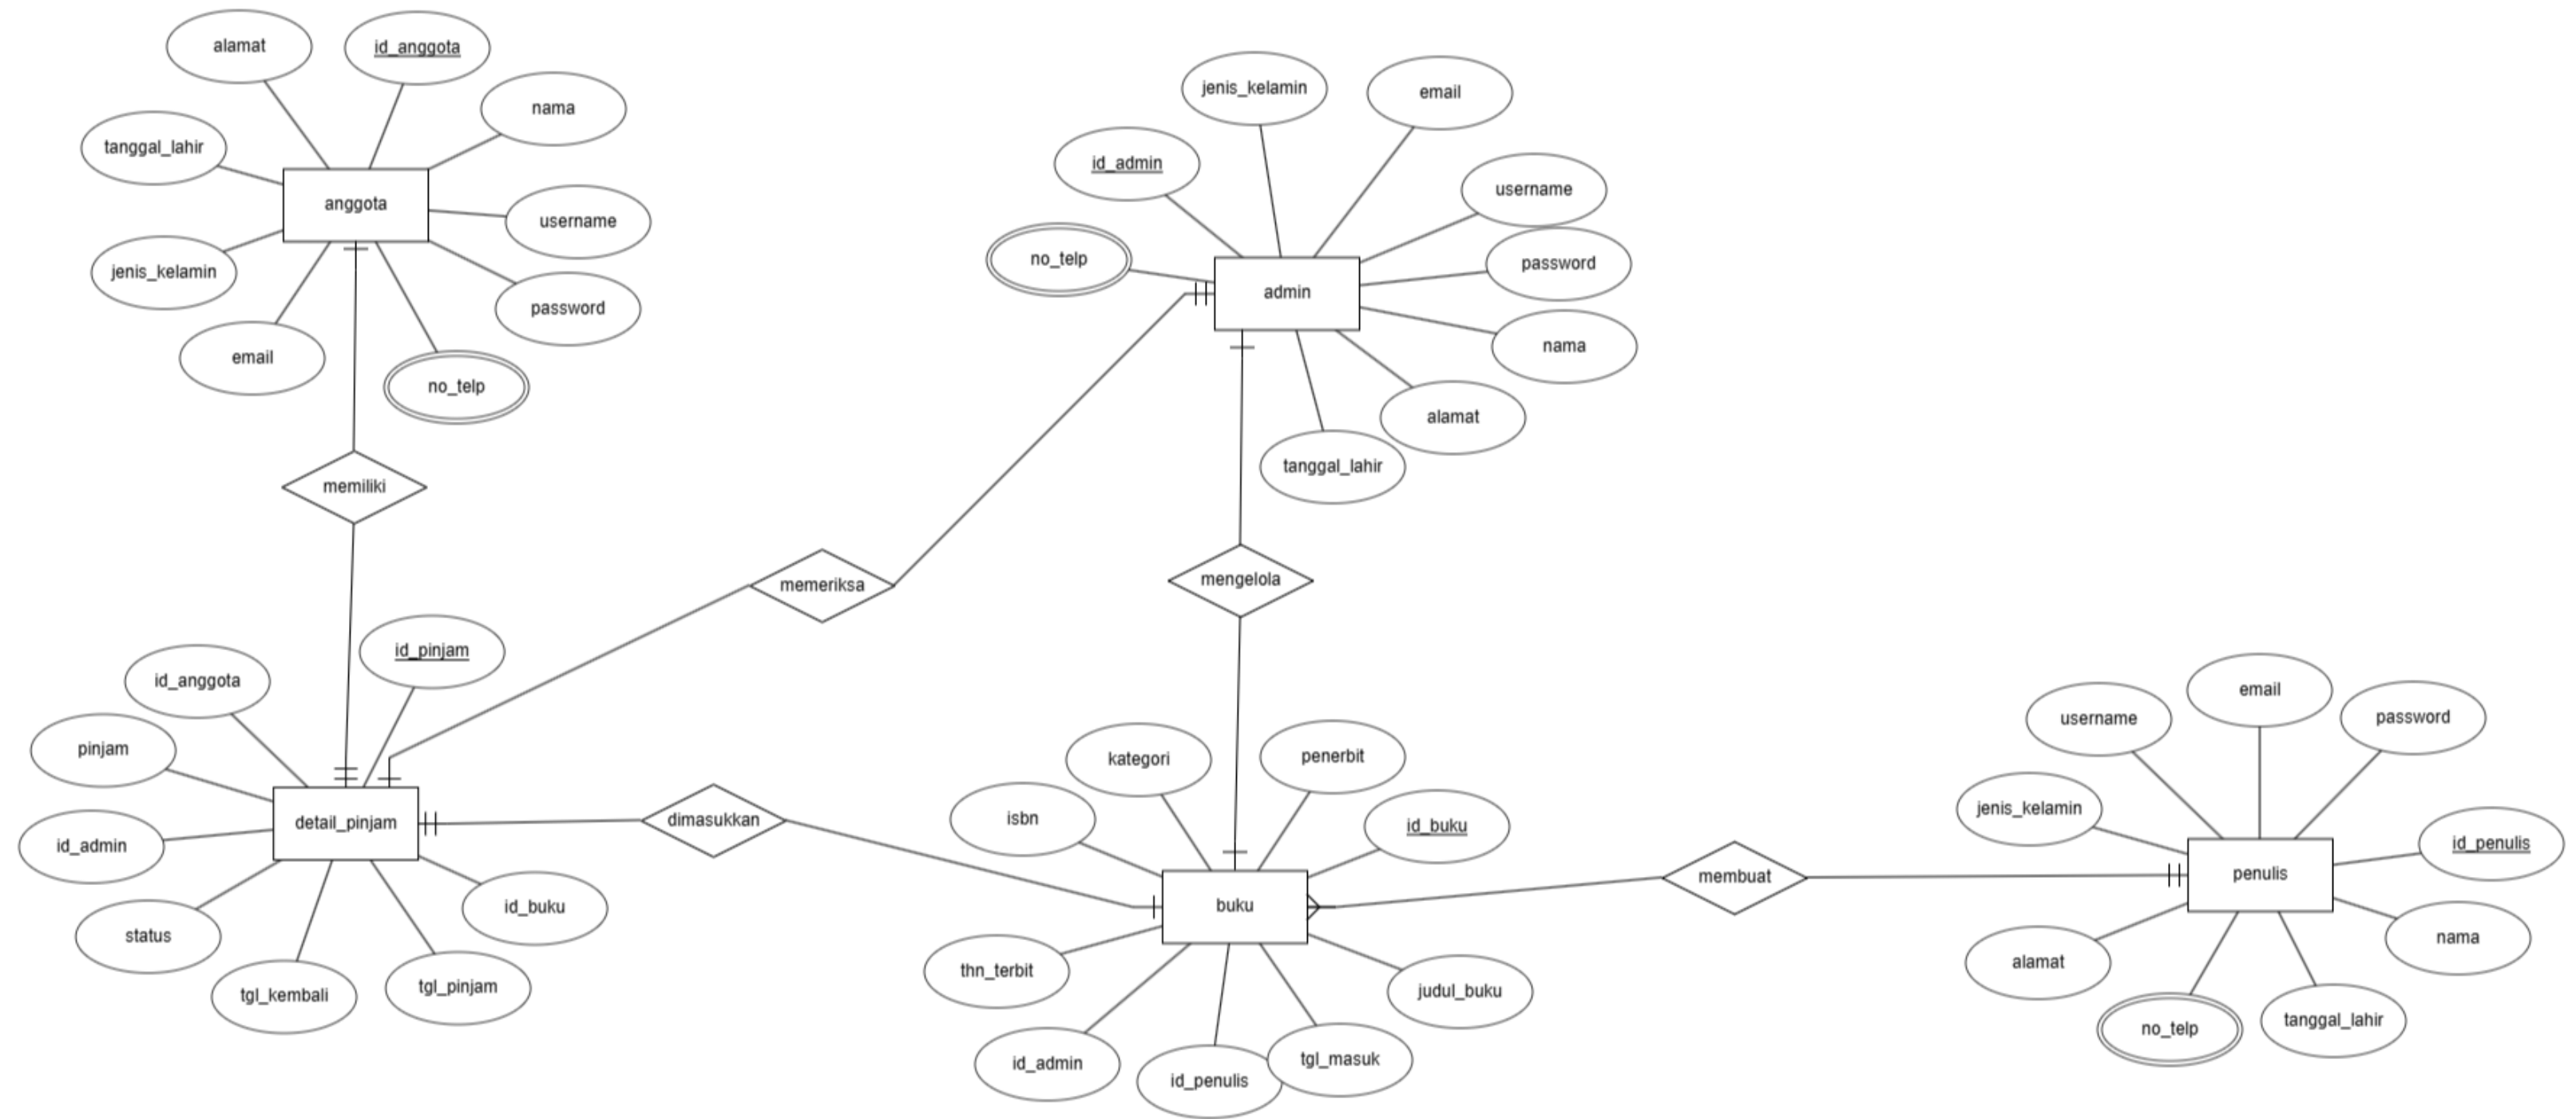 alamat
id_anggota
nama
tanggal_lahir
anggota
username
jenis_kelamin
password
email
no_telp
memiliki
jenis_kelamin
email
id_admin
username
no_telp
password
admin
nama
alamat
tanggal_lahir
memeriksa
mengelola
id_pinjam
id_anggota
pinjam
detail_pinjam
id_admin
id_buku
status
tgl_kembali
tgl_pinjam
dimasukkan
kategori
penerbit
isbn
id_buku
buku
thn_terbit
judul_buku
id_admin
id_penulis
tgl_masuk
membuat
username
email
password
jenis_kelamin
id_penulis
penulis
nama
alamat
no_telp
tanggal_lahir